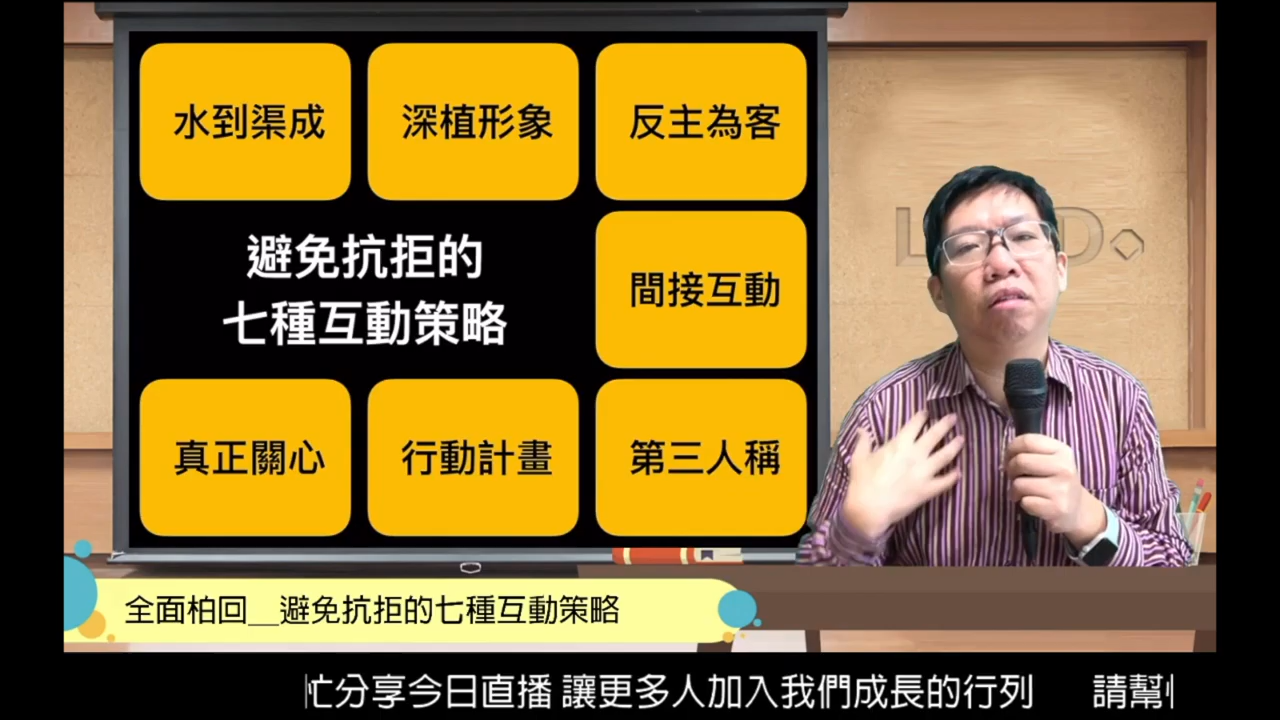 水到渠成
深植形象
反主為客
避免抗拒的
七種互動策略
間接互動
真正關心
行動計畫
第三人稱
全面柏回__避免抗拒的七種互動策略
忙分享今日直播 讓更多人加入我們成長的行列 請幫